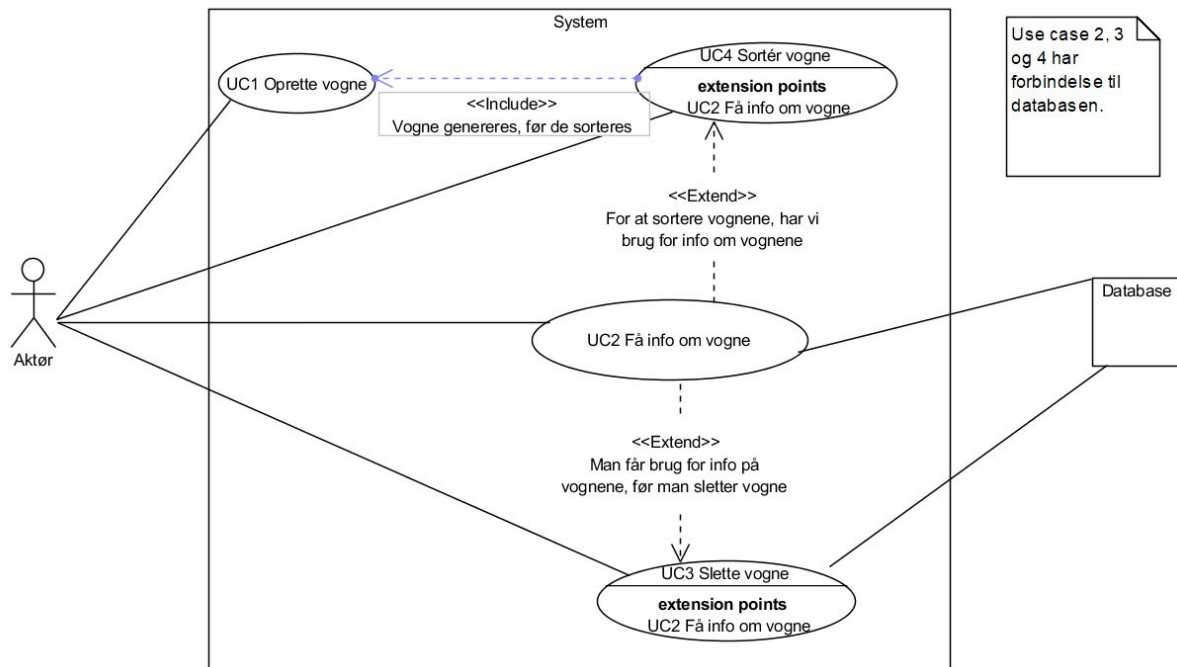 System
UC1 Oprette vogne
<<Include>>
Vogne genereres, før de sorteres
UC4 Sortér vogne
extension points
UC2 Få info om vogne
Use case 2, 3
og 4 har
forbindelse til
databasen.
<<Extend>>
For at sortere vognene, har vi
brug for info om vognene
Aktør
UC2 Få info om vogne
Database
<<Extend>>
Man får brug for info på
vognene, før man sletter vogne
UC3 Slette vogne
extension points
UC2 Få info om vogne